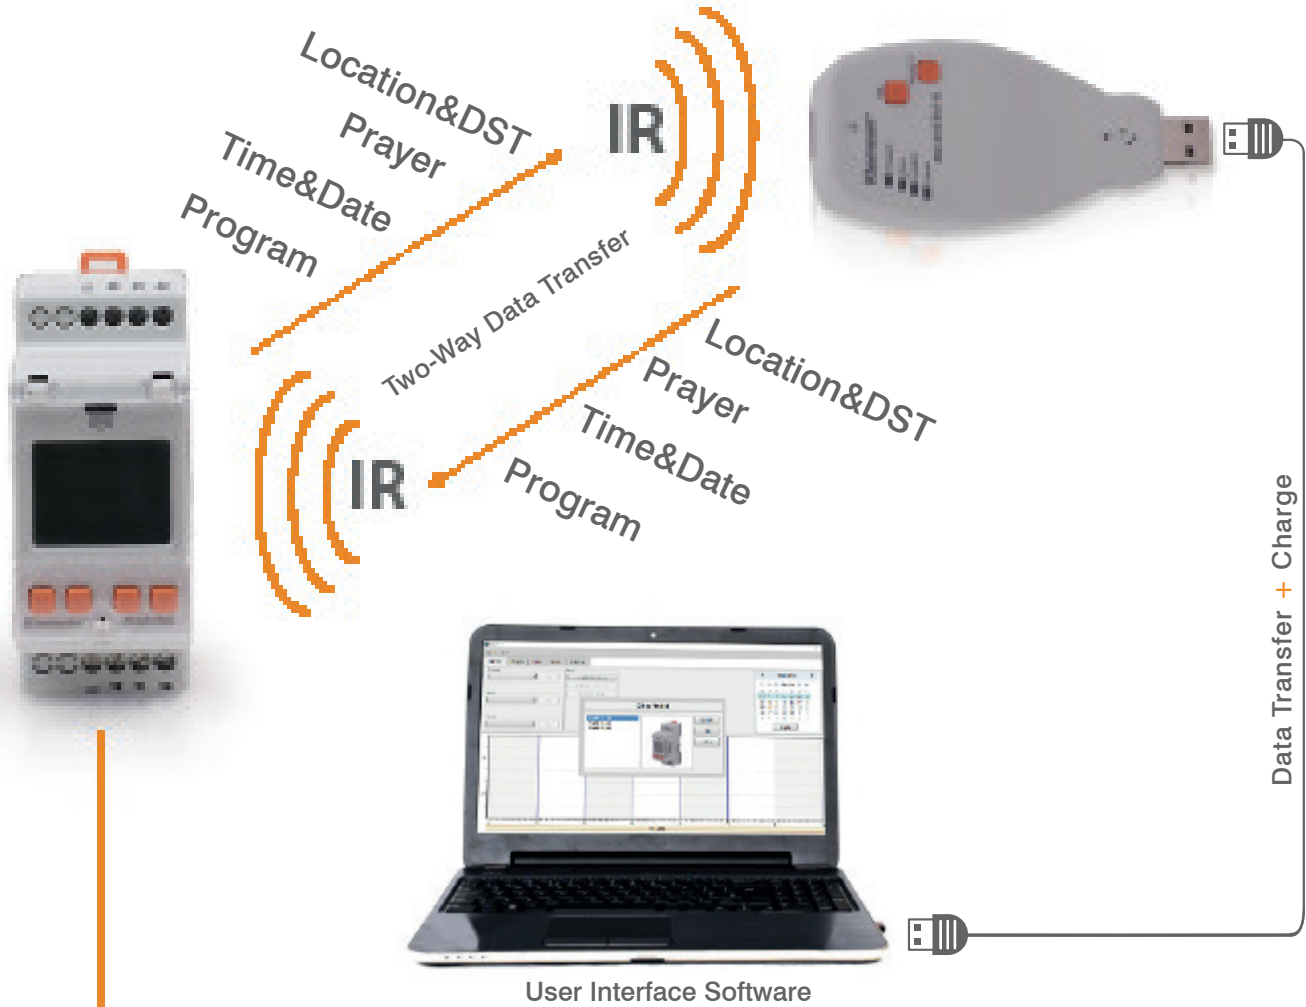 Location&DST
Prayer
Time&Date
Program
IR
Two-Way Data Transfer
IR
Location&DST
Prayer
Time&Date
Program
Data Transfer + Charge
User Interface Software